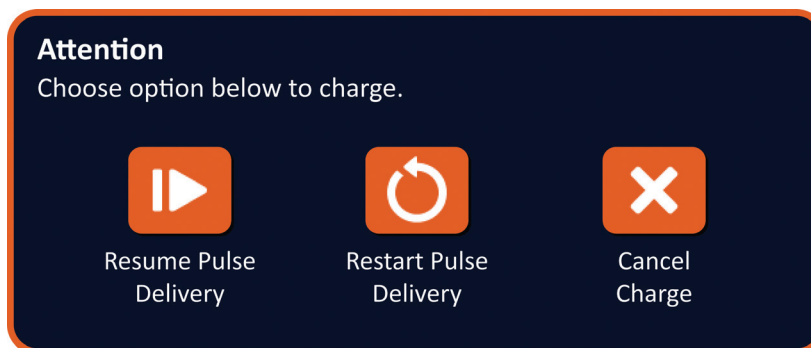 Attention
Choose option below to charge.
Resume Pulse
Delivery
Restart Pulse
Delivery
Cancel
Charge